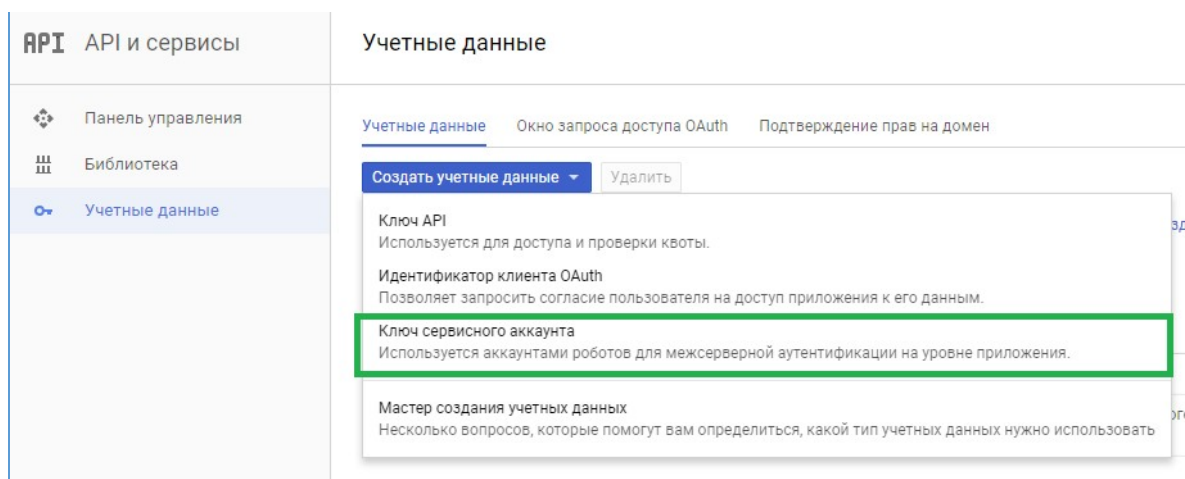 API API и сервисы
Учетные данные
Панель управления
Библиотека
Учетные данные
Учетные данные Окно запроса доступа OAuth Подтверждение прав на домен
Создать учетные данные Удалить
Ключ API
Используется для доступа и проверки квоты.
Идентификатор клиента OAuth
Позволяет запросить согласие пользователя на доступ приложения к его данным.
Ключ сервисного аккаунта
Используется аккаунтами роботов для межсерверной аутентификации на уровне приложения.
Мастер создания учетных данных
Несколько вопросов, которые помогут вам определиться, какой тип учетных данных нужно использовать